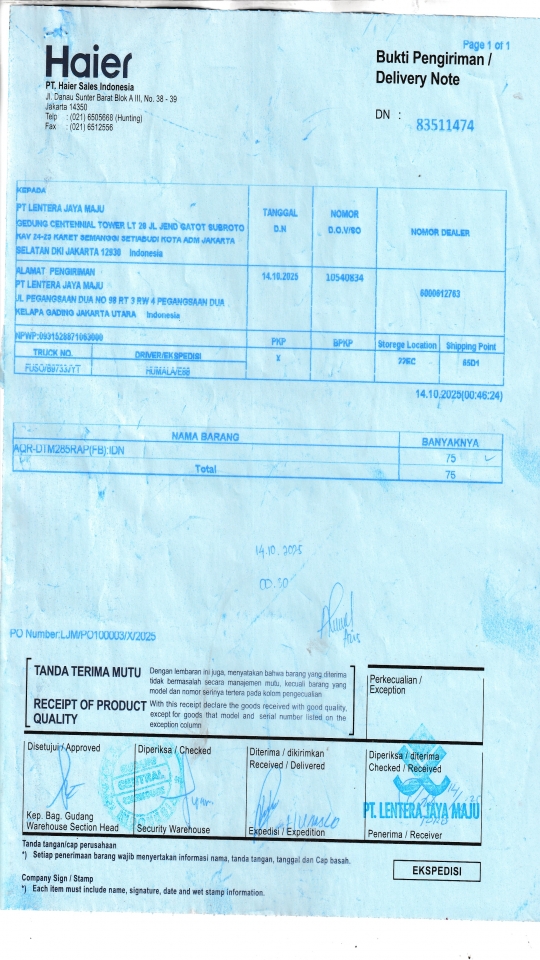 Page 1 of 1
Haier
Bukti Pengiriman /
Delivery Note
PT. Haier Sales Indonesia
Jl. Danau Sunter Barat Blok A III, No. 38 - 39
Jakarta 14350
Telp : (021) 6505668 (Hunting)
Fax : (021) 6512556
DN : 83511474
KEPADA
PT LENTERA JAYA MAJU
GEDUNG CENTENNIAL TOWER LT 28 JL JEND GATOT SUBROTO
KAV 24-25 KARET SEMANGGI SETIABUDI KOTA ADM JAKARTA
SELATAN DKI JAKARTA 12930 Indonesia
TANGGAL
D.N
NOMOR
D.O.V/SO
NOMOR DEALER
ALAMAT PENGIRIMAN
PT LENTERA JAYA MAJU
JL PEGANGSAAN DUA NO 98 RT 3 RW 4 PEGANGSAAN DUA
KELAPA GADING JAKARTA UTARA Indonesia
14.10.2025
10540834
6000612763
NPWP:0931528871063000
PKP
BPKP
Storege Location
Shipping Point
TRUCK NO.
DRIVER/EKSPEDISI
X
22EC
85D1
14.10.2025(00:46:24)
NAMA BARANG
BANYAKNYA
AQR-DTM285RAP(FB).IDN
75
Total
75
14.10.2025
00.50
Azis
PO Number:LJM/PO100003/X/2025
TANDA TERIMA MUTU
Dengan lembaran ini juga, menyatakan bahwa barang yang diterima
tidak bermasalah secara manajemen mutu, kecuali barang yang
model dan nomor serinya tertera pada kolom pengecualian.
RECEIPT OF PRODUCT
QUALITY
With this receipt declare the goods received with good quality,
except for goods that model and serial number listed on the
exception column
Perkecualian /
Exception
Disetujui / Approved
Diperiksa / Checked
Diterima / dikirimkan
Received / Delivered
Diperiksa / diterima
Checked / Received
CENTRAL
PT. LENTERA JAYA MAJU
Kep. Bag. Gudang
Warehouse Section Head
Security Warehouse
Expedisi / Expedition
Penerima / Receiver
Tanda tangan/cap perusahaan
*) Setiap penerimaan barang wajib menyertakan informasi nama, tanda tangan, tanggal dan Cap basah.
EKSPEDISI
Company Sign / Stamp
*) Each item must include name, signature, date and wet stamp information.